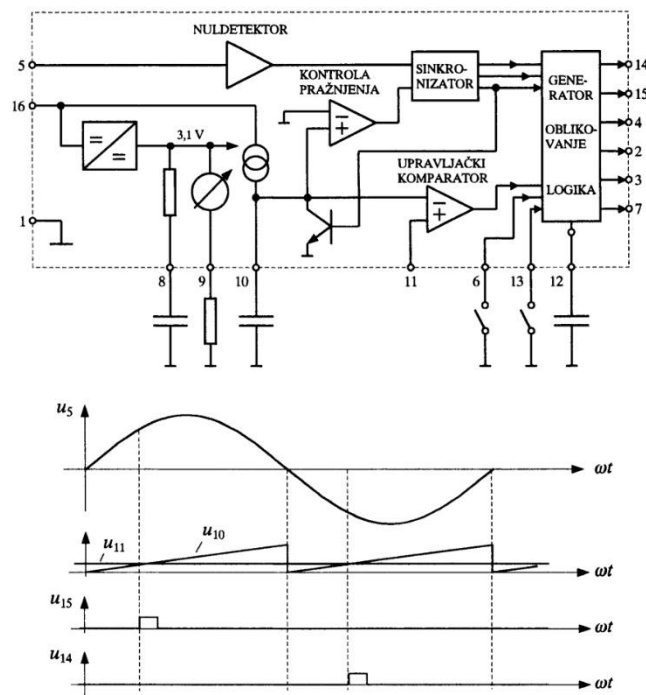 NULDETEKTOR
5
KONTROLA
PRAŽNJENJA
SINKRO-
NIZATOR
GENE-
RATOR
OBLIKO-
VANJE
LOGIKA
14
15
4
2
3
7
16
3,1 V
=
=
−
+
UPRAVLJAČKI
KOMPARATOR
−
+
1
8
9
10
11
6
13
12
u5
ωt
u11
u10
ωt
u15
ωt
u14
ωt